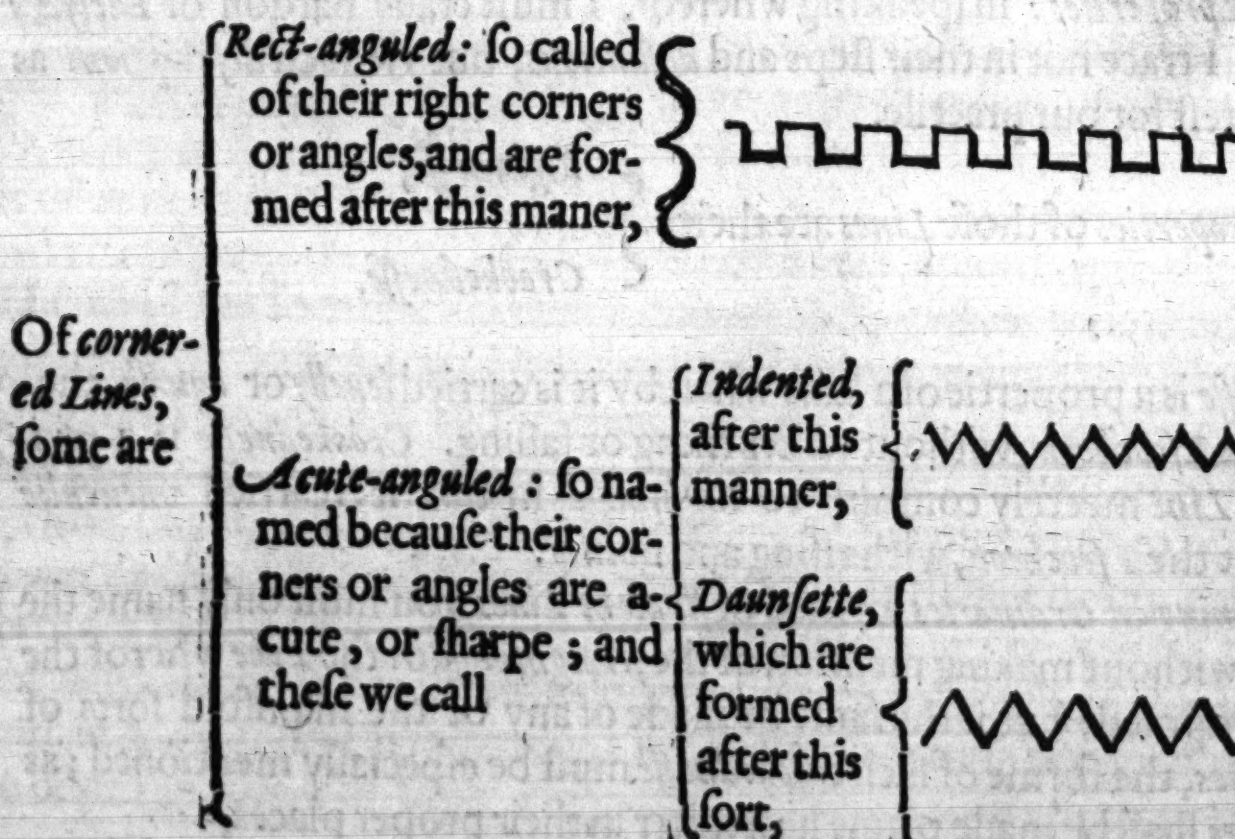 Rect-anguled: ſo called
of their right corners
or angles, and are for-
med after this maner,
Of corner-
ed Lines,
ſome are
Acute-anguled : ſo na-
med becauſe their cor-
ners or angles are a-
cute, or ſharpe ; and
theſe we call
Indented,
after this
manner,
Daunſette,
which are
formed
after this
ſort,